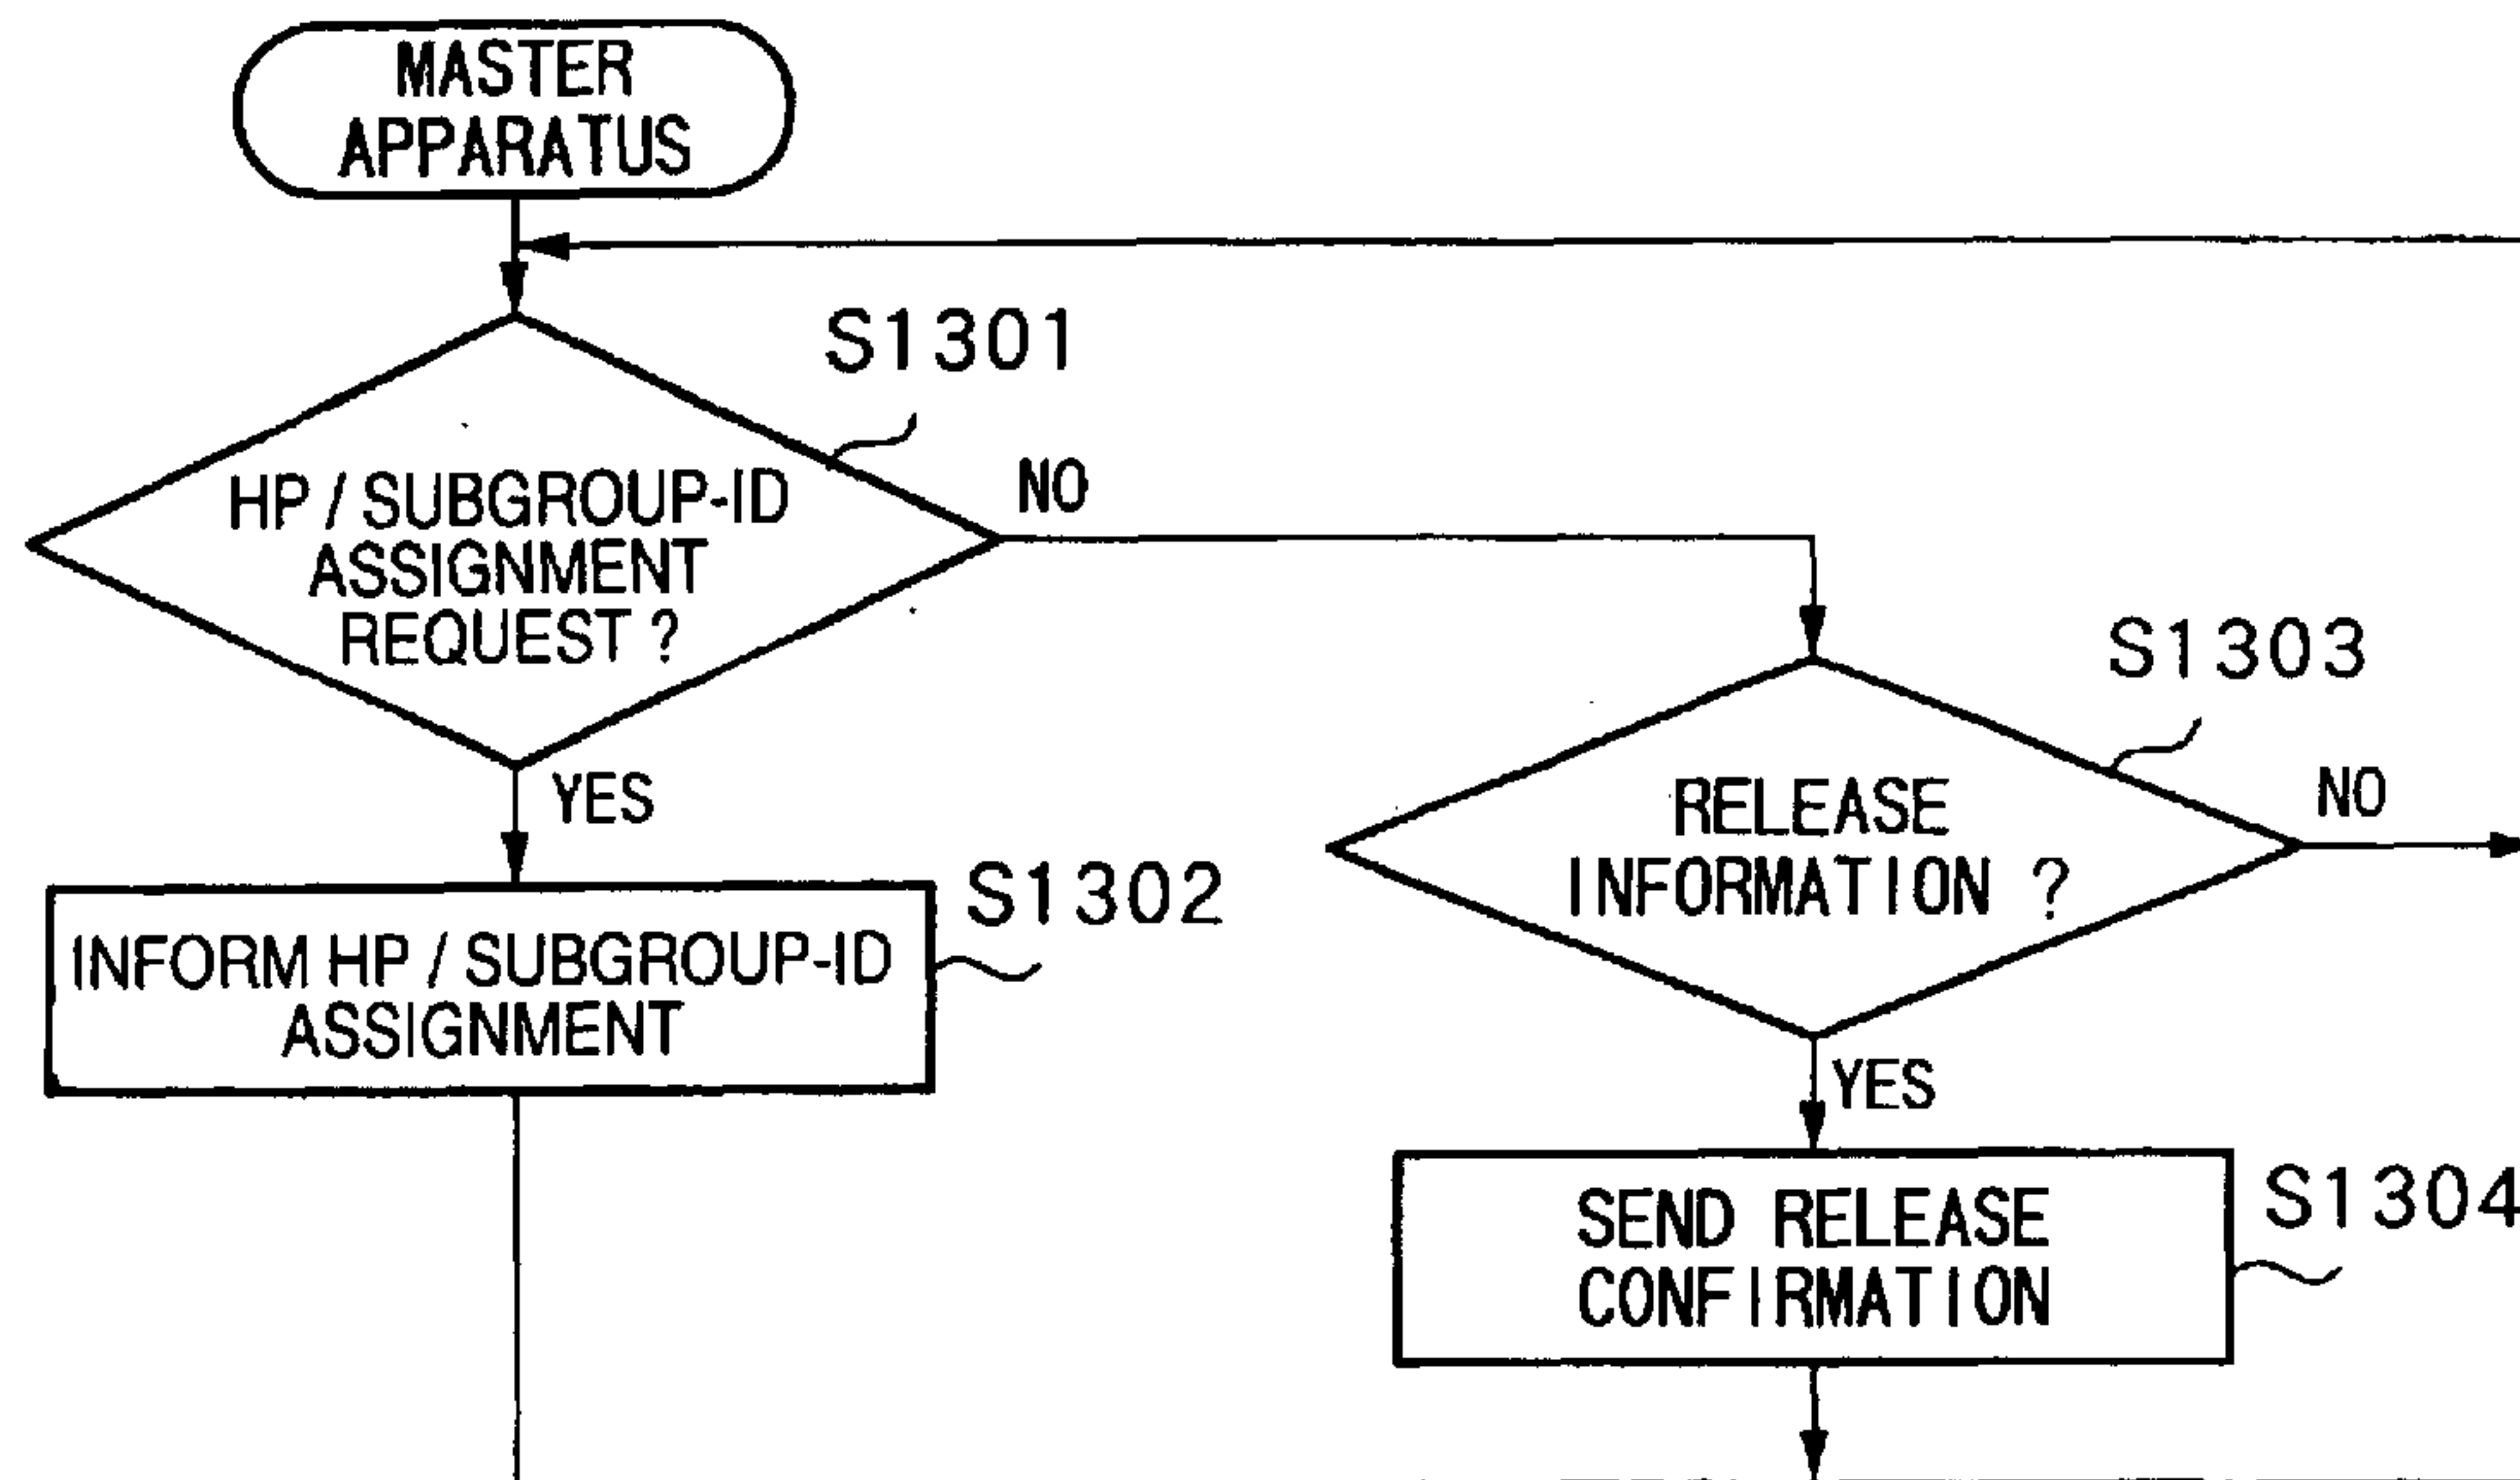 MASTER
APPARATUS
S1301
HP / SUBGROUP-ID
ASSIGNMENT
REQUEST ?
NO
YES
S1302
INFORM HP / SUBGROUP-ID
ASSIGNMENT
S1303
RELEASE
INFORMATION ?
NO
YES
S1304
SEND RELEASE
CONFIRMATION